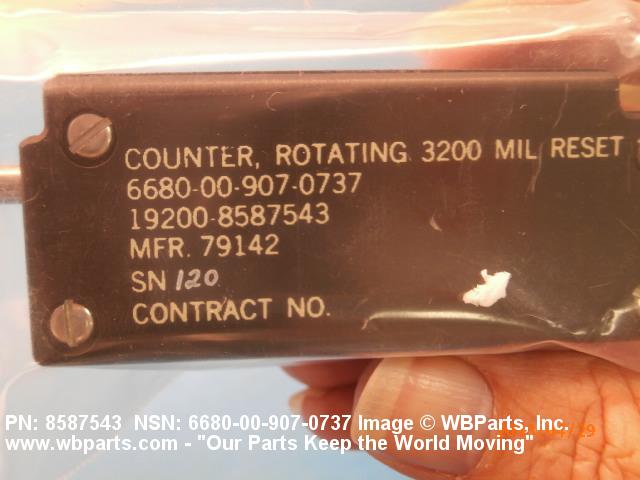 COUNTER, ROTATING 3200 MIL RESET
6680-00-907-0737
19200-8587543
MFR. 79142
SN 120
CONTRACT NO.
PN: 8587543 NSN: 6680-00-907-0737 Image © WBParts, Inc.
www.wbparts.com - "Our Parts Keep the World Moving"